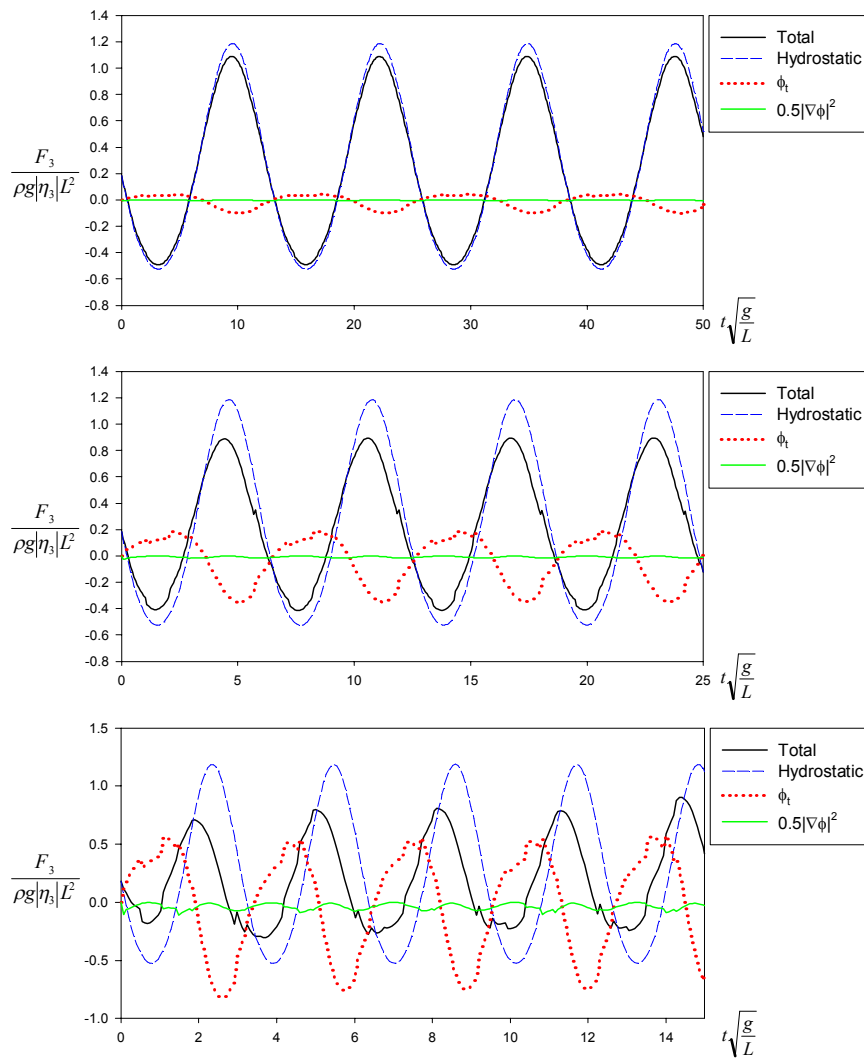 1.4
1.2
1.0
0.8
0.6
0.4
0.2
0.0
-0.2
-0.4
-0.6
-0.8
F₃
ρg|η₃|L²
Total
Hydrostatic
ϕₜ
0.5|∇ϕ|²
0 10 20 30 40 50
t√(g/L)
1.4
1.2
1.0
0.8
0.6
0.4
0.2
0.0
-0.2
-0.4
-0.6
-0.8
F₃
ρg|η₃|L²
Total
Hydrostatic
ϕₜ
0.5|∇ϕ|²
0 5 10 15 20 25
t√(g/L)
1.5
1.0
0.5
0.0
-0.5
-1.0
F₃
ρg|η₃|L²
Total
Hydrostatic
ϕₜ
0.5|∇ϕ|²
0 2 4 6 8 10 12 14
t√(g/L)